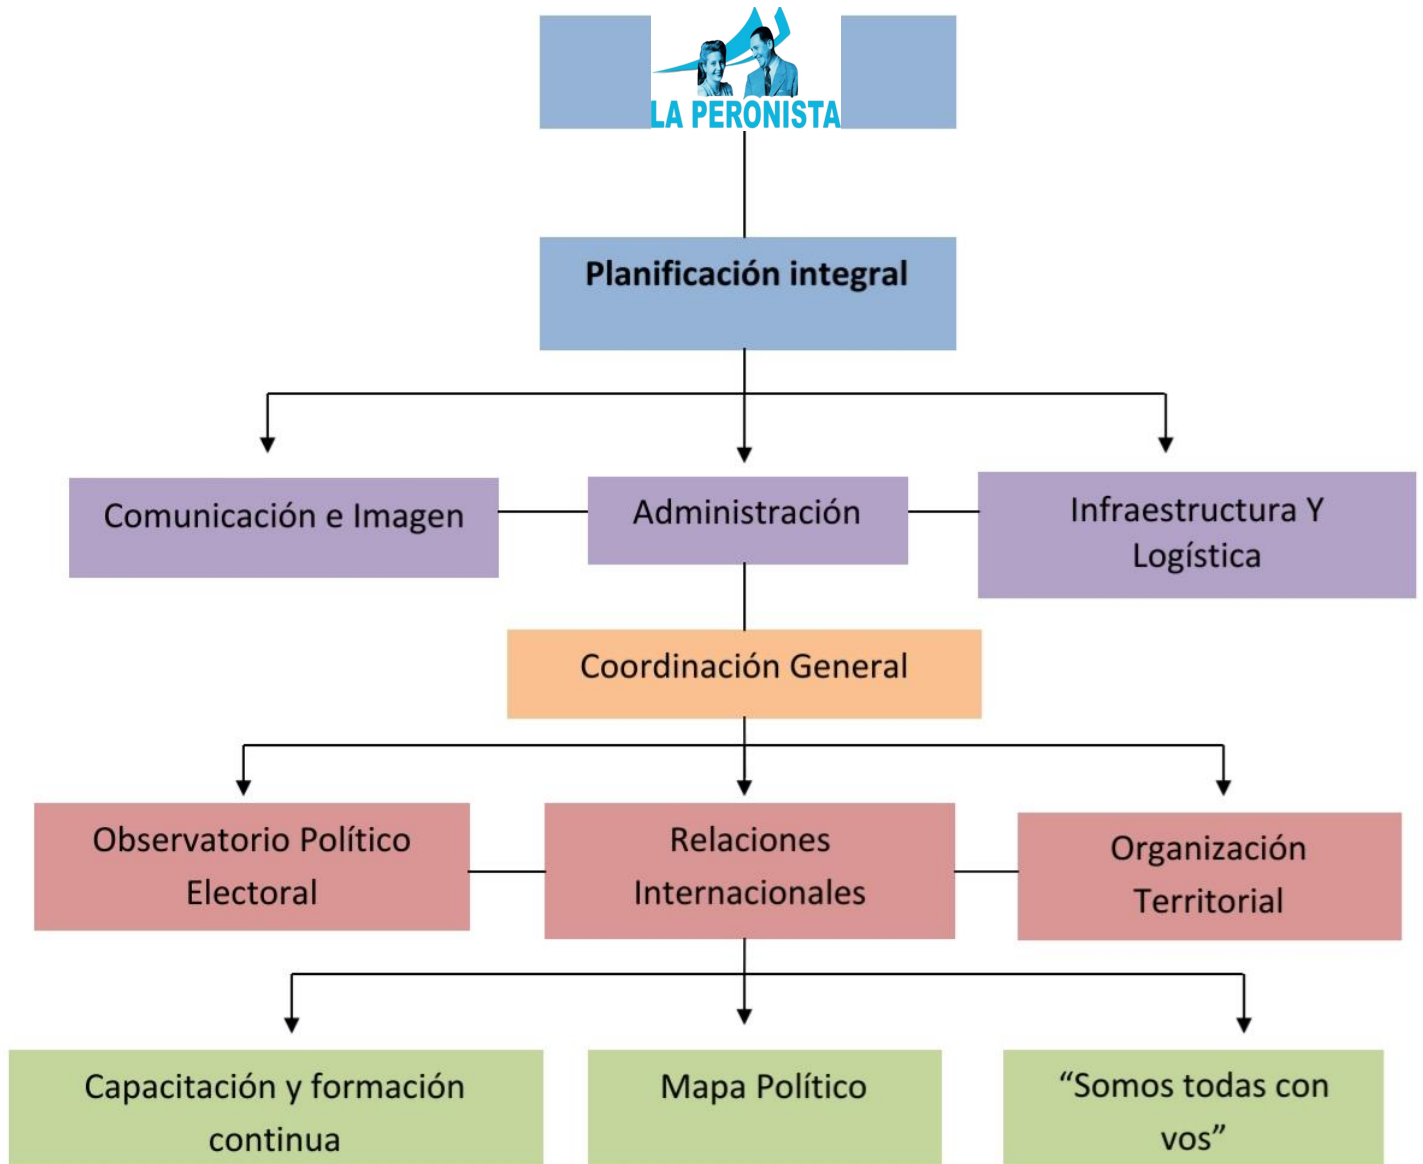 LA PERONISTA
Planificación integral
Comunicación e Imagen
Administración
Infraestructura Y
Logística
Coordinación General
Observatorio Político
Electoral
Relaciones
Internacionales
Organización
Territorial
Capacitación y formación
continua
Mapa Político
“Somos todas con
vos”